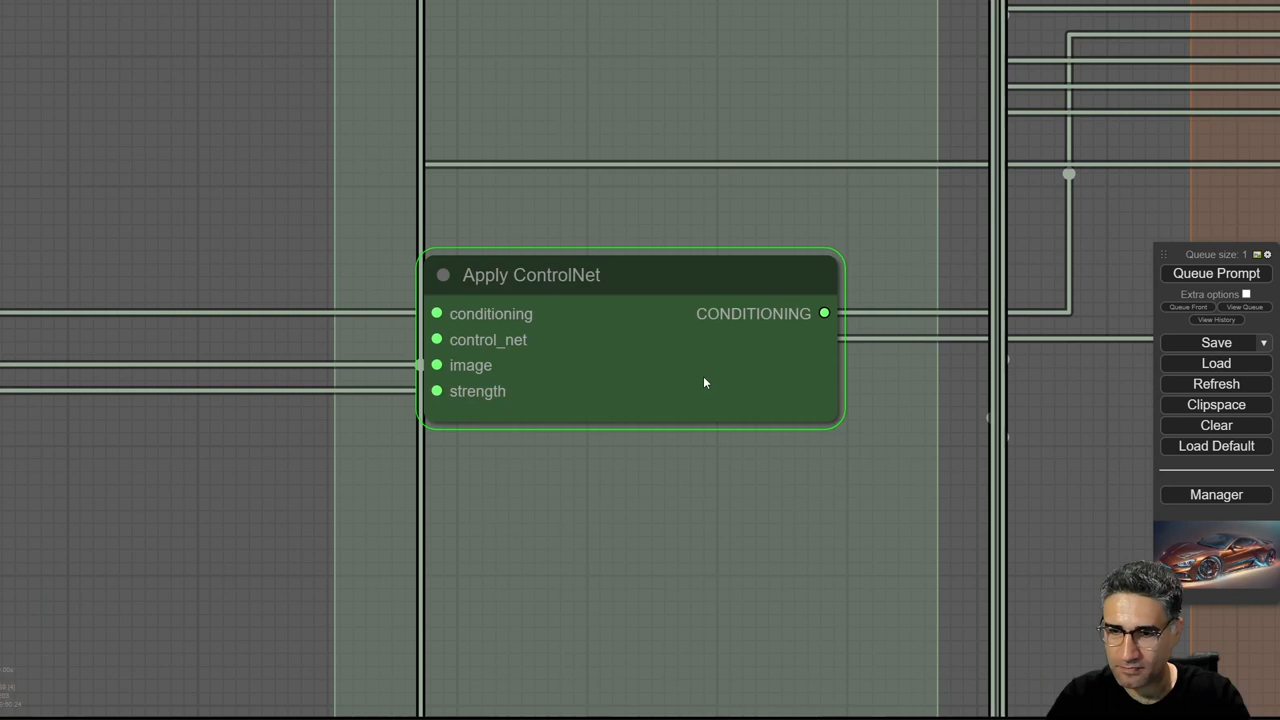 Apply ControlNet
conditioning
CONDITIONING
control_net
image
strength
Queue size: 1
Queue Prompt
Extra options
Queue Front
View Queue
View History
Save
Load
Refresh
Clipspace
Clear
Load Default
Manager